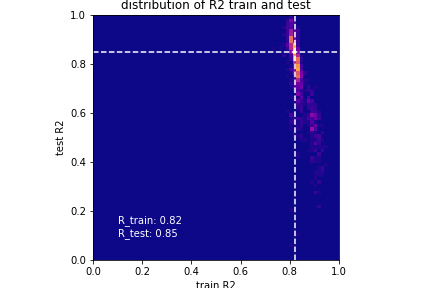 distribution of R2 train and test
1.0
0.8
0.6
0.4
0.2
0.0
test R2
R_train: 0.82
R_test: 0.85
0.0 0.2 0.4 0.6 0.8 1.0
train R2